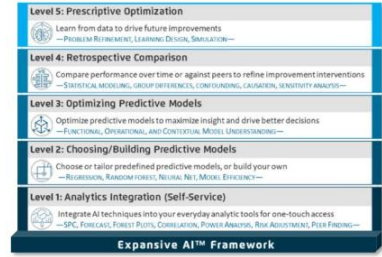 Level 5: Prescriptive Optimization
Learn from data to drive future improvements
—PROBLEM REFINEMENT, LEARNING DESIGN, SIMULATION—
Level 4: Retrospective Comparison
Compare performance over time or against peers to refine improvement interventions
—STATISTICAL MODELING, GROUP DIFFERENCES, CONFOUNDING, CAUSATION, SENSITIVITY ANALYSIS—
Level 3: Optimizing Predictive Models
Optimize predictive models to maximize insight and drive better decisions
—FUNCTIONAL, OPERATIONAL, AND CONTEXTUAL MODEL UNDERSTANDING—
Level 2: Choosing/Building Predictive Models
Choose or tailor predefined predictive models, or build your own
—REGRESSION, RANDOM FOREST, NEURAL NET, MODEL EFFICIENCY—
Level 1: Analytics Integration (Self-Service)
Integrate AI techniques into your everyday analytic tools for one-touch access
—SPC, FORECAST, FOREST PLOTS, CORRELATION, POWER ANALYSIS, RISK ADJUSTMENT, PEER FINDING—
Expansive AI™ Framework